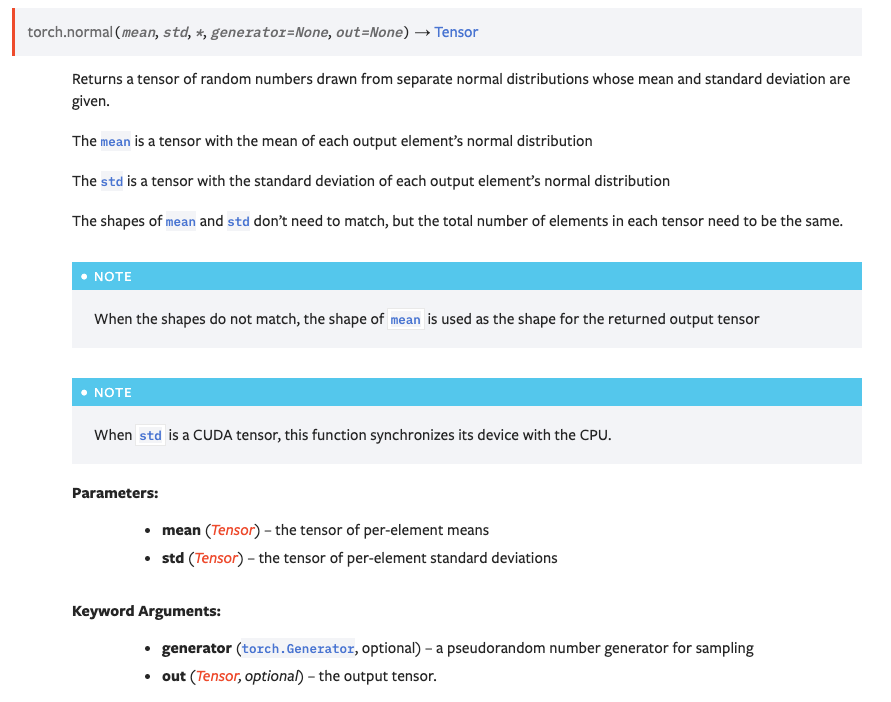 torch.normal(mean, std, *, generator=None, out=None) → Tensor
Returns a tensor of random numbers drawn from separate normal distributions whose mean and standard deviation are
given.
The mean is a tensor with the mean of each output element’s normal distribution
The std is a tensor with the standard deviation of each output element’s normal distribution
The shapes of mean and std don’t need to match, but the total number of elements in each tensor need to be the same.
• NOTE
When the shapes do not match, the shape of mean is used as the shape for the returned output tensor
• NOTE
When std is a CUDA tensor, this function synchronizes its device with the CPU.
Parameters:
• mean (Tensor) – the tensor of per-element means
• std (Tensor) – the tensor of per-element standard deviations
Keyword Arguments:
• generator (torch.Generator, optional) – a pseudorandom number generator for sampling
• out (Tensor, optional) – the output tensor.